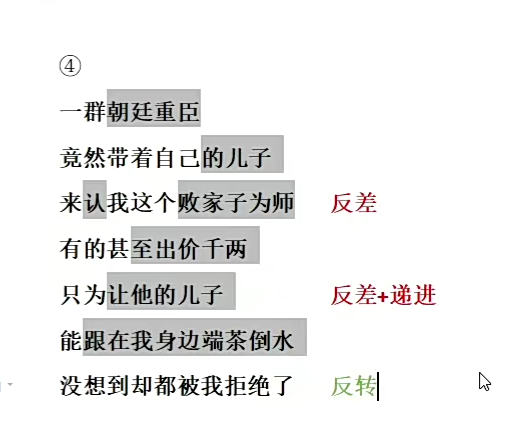 ④
一群朝廷重臣
竟然带着自己的儿子
来认我这个败家子为师 反差
有的甚至出价千两
只为让他的儿子 反差+递进
能跟在我身边端茶倒水
没想到却都被我拒绝了 反转